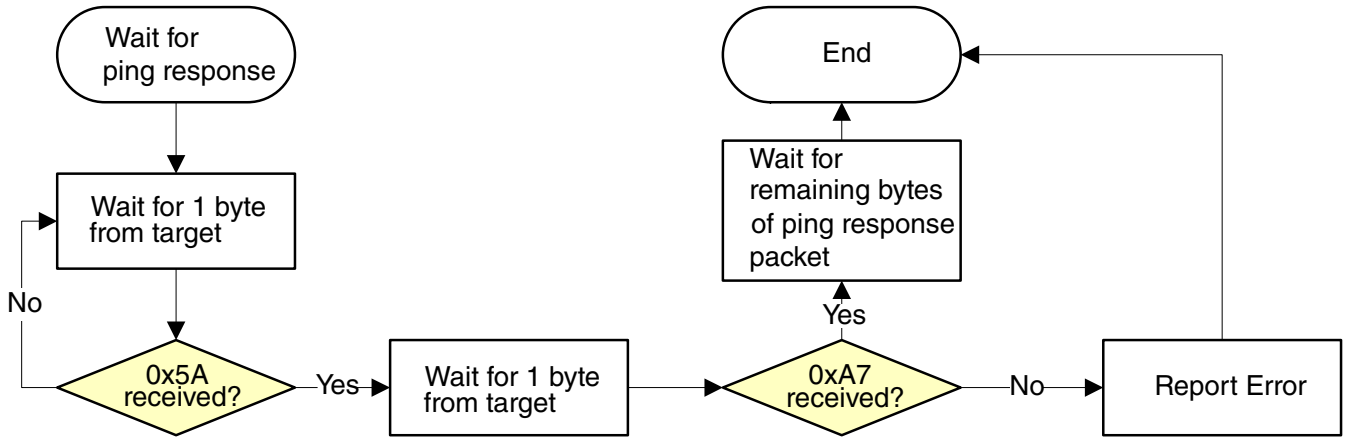 Wait for
ping response
Wait for 1 byte
from target
No
0x5A
received?
Yes
Wait for 1 byte
from target
0xA7
received?
Yes
Wait for
remaining bytes
of ping response
packet
End
No
Report Error